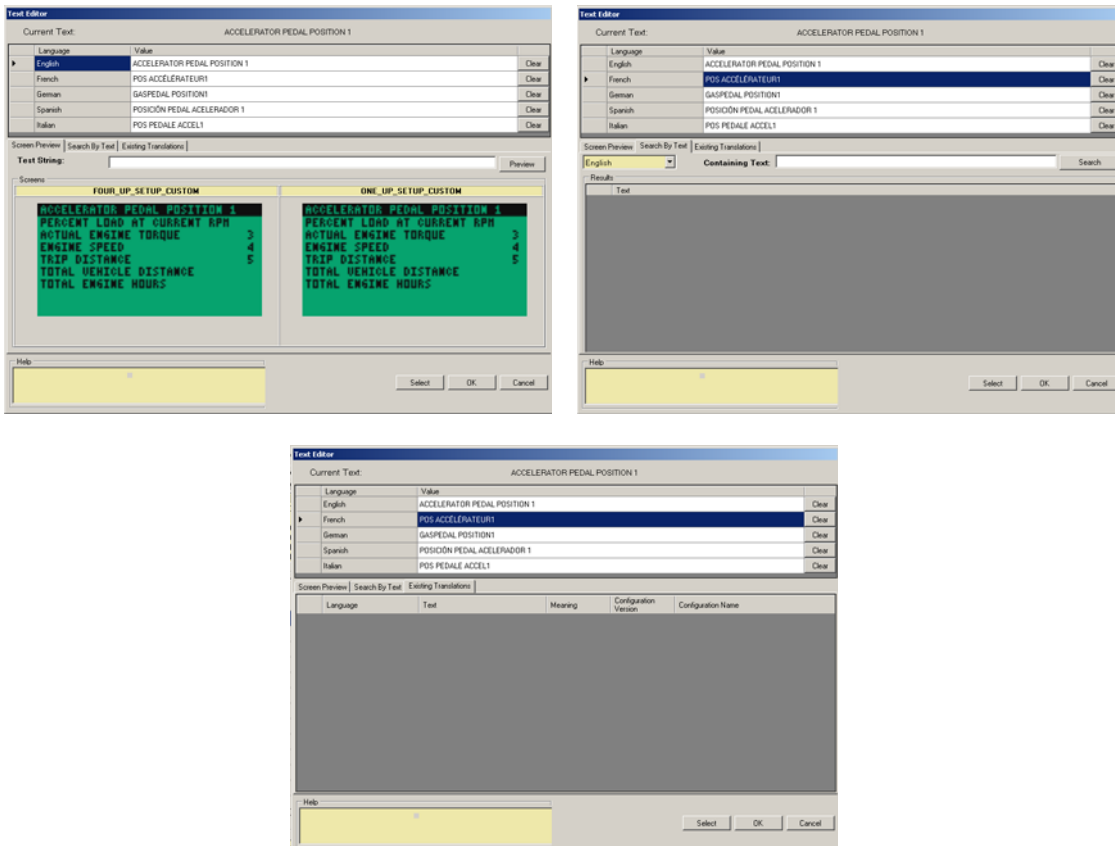 Text Editor
Current Text: ACCELERATOR PEDAL POSITION 1
Language Value
English ACCELERATOR PEDAL POSITION 1 Clear
French POS ACCÉLÉRATEUR1 Clear
German GASPEDAL POSITION1 Clear
Spanish POSICIÓN PEDAL ACELERADOR 1 Clear
Italian POS PEDALE ACCEL1 Clear
Screen Preview Search By Text Existing Translations
Test String: Preview
Screens
FOUR_UP_SETUP_CUSTOM ONE_UP_SETUP_CUSTOM
ACCELERATOR PEDAL POSITION 1 ACCELERATOR PEDAL POSITION 1
PERCENT LOAD AT CURRENT RPM PERCENT LOAD AT CURRENT RPM
ACTUAL ENGINE TORQUE 3 ACTUAL ENGINE TORQUE 3
ENGINE SPEED 4 ENGINE SPEED 4
TRIP DISTANCE 5 TRIP DISTANCE 5
TOTAL VEHICLE DISTANCE TOTAL VEHICLE DISTANCE
TOTAL ENGINE HOURS TOTAL ENGINE HOURS
Help
Select OK Cancel
Text Editor
Current Text: ACCELERATOR PEDAL POSITION 1
Language Value
English ACCELERATOR PEDAL POSITION 1 Clear
French POS ACCÉLÉRATEUR1 Clear
German GASPEDAL POSITION1 Clear
Spanish POSICIÓN PEDAL ACELERADOR 1 Clear
Italian POS PEDALE ACCEL1 Clear
Screen Preview Search By Text Existing Translations
English Containing Text: Search
Results
Text
Help
Select OK Cancel
Text Editor
Current Text: ACCELERATOR PEDAL POSITION 1
Language Value
English ACCELERATOR PEDAL POSITION 1 Clear
French POS ACCÉLÉRATEUR1 Clear
German GASPEDAL POSITION1 Clear
Spanish POSICIÓN PEDAL ACELERADOR 1 Clear
Italian POS PEDALE ACCEL1 Clear
Screen Preview Search By Text Existing Translations
Language Text Meaning Configuration Version Configuration Name
Help
Select OK Cancel